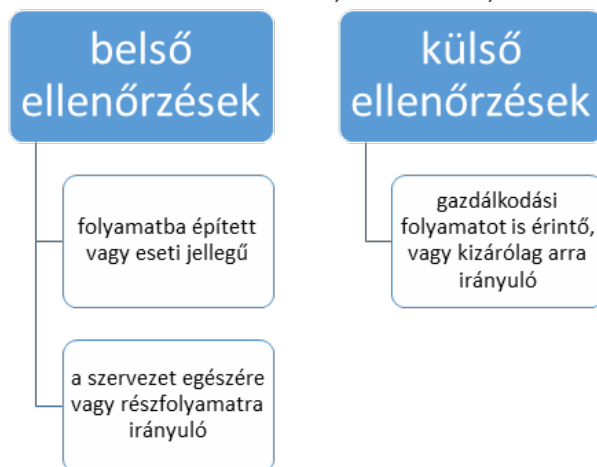 belső
ellenőrzések
folyamatba épített
vagy eseti jellegű
a szervezet egészére
vagy részfolyamatra
irányuló
külső
ellenőrzések
gazdálkodási
folyamatot is érintő,
vagy kizárólag arra
irányuló